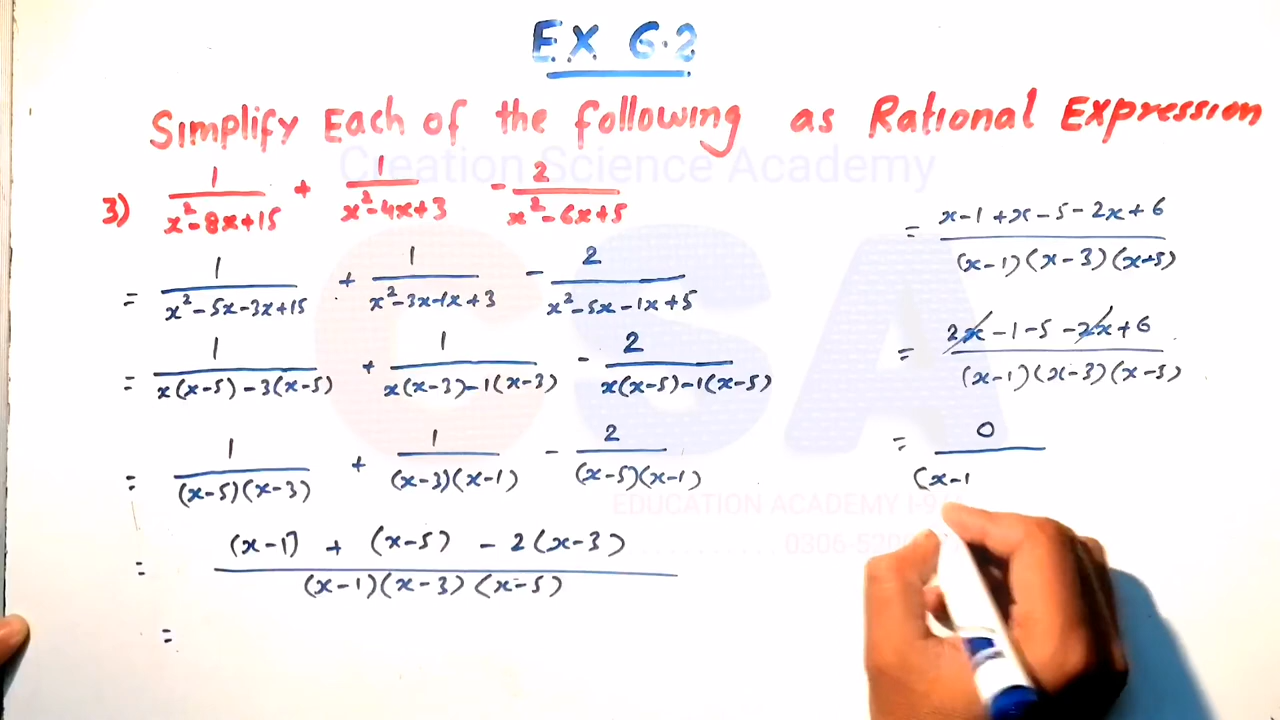 EX 6.2
Simplify Each of the following as Rational Expression
Creation Science Academy
3) 1/(x²-8x+15) + 1/(x²-4x+3) - 2/(x²-6x+5)
= 1/(x²-5x-3x+15) + 1/(x²-3x-1x+3) - 2/(x²-5x-1x+5)
= 1/(x(x-5)-3(x-5)) + 1/(x(x-3)-1(x-3)) - 2/(x(x-5)-1(x-5))
= 1/((x-5)(x-3)) + 1/((x-3)(x-1)) - 2/((x-5)(x-1))
= ((x-1) + (x-5) - 2(x-3))/((x-1)(x-3)(x-5))
=
= (x-1+x-5-2x+6)/((x-1)(x-3)(x+5))
= (2x-1-5-2x+6)/((x-1)(x-3)(x-5))
= 0/(x-1
CSA
EDUCATION ACADEMY I-9/4